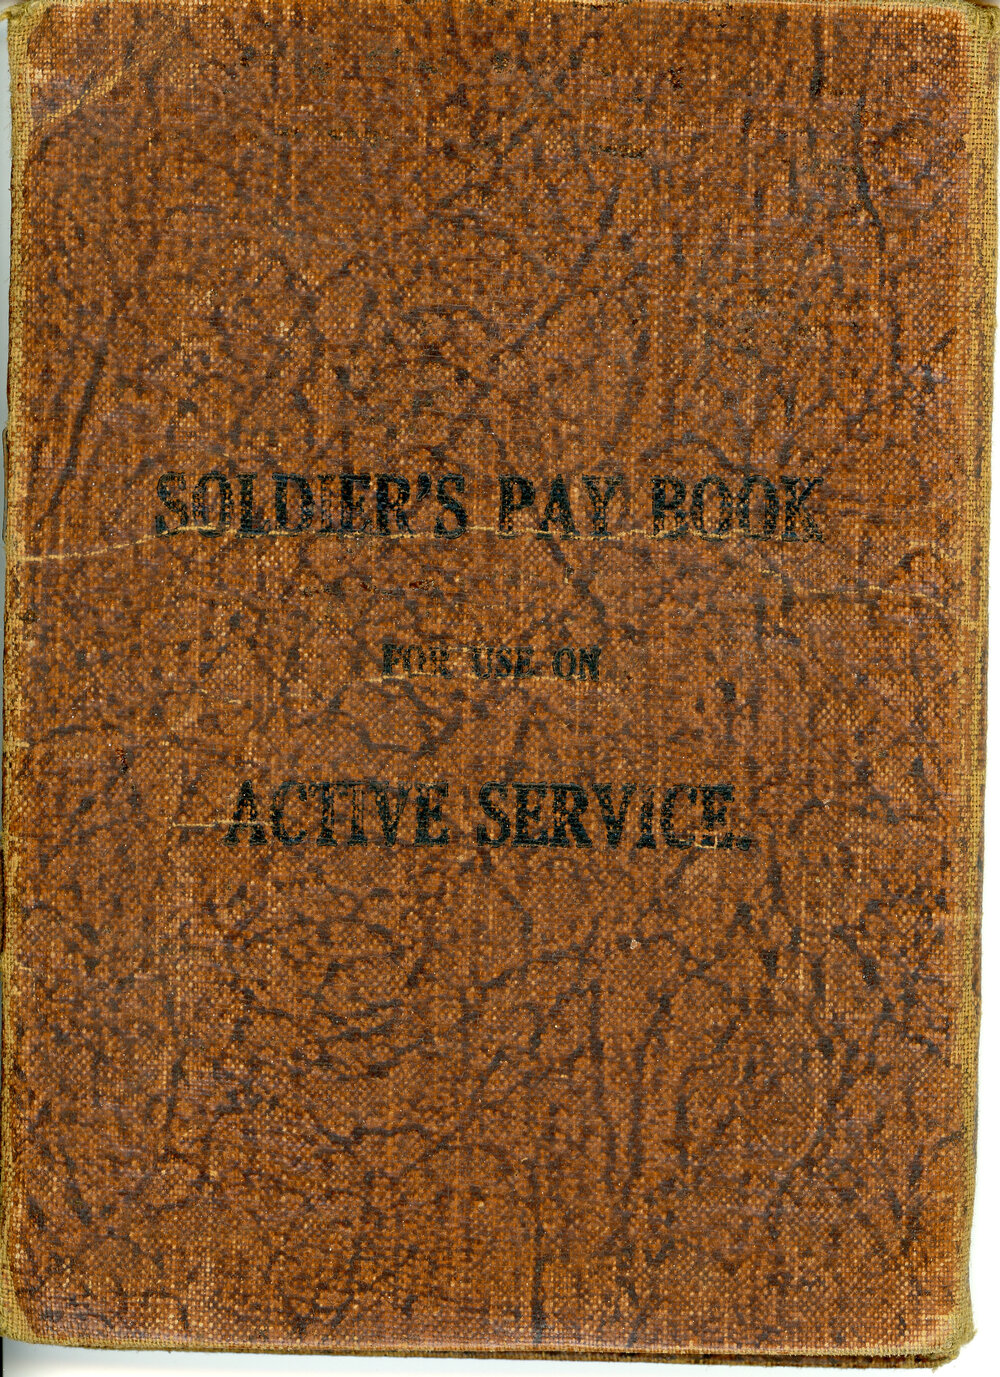 SOLDIER'S PAY BOOK
FOR USE ON
ACTIVE SERVICE.